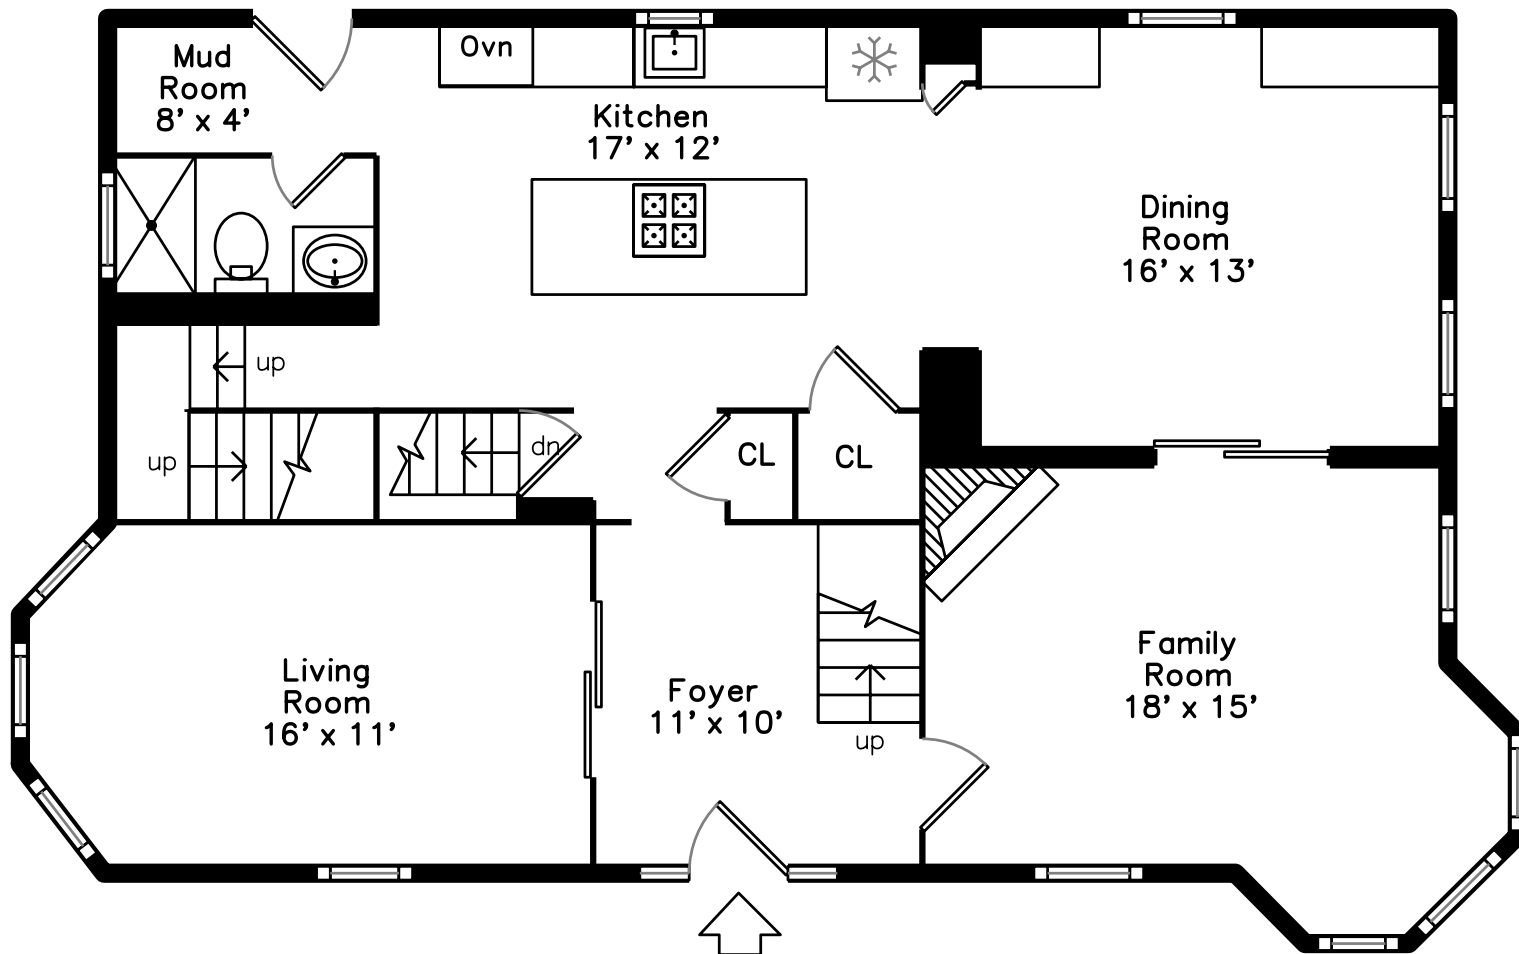 Mud
Room
8' x 4'
Ovn
Kitchen
17' x 12'
Dining
Room
16' x 13'
up
up
dn
CL
CL
Living
Room
16' x 11'
Foyer
11' x 10'
up
Family
Room
18' x 15'